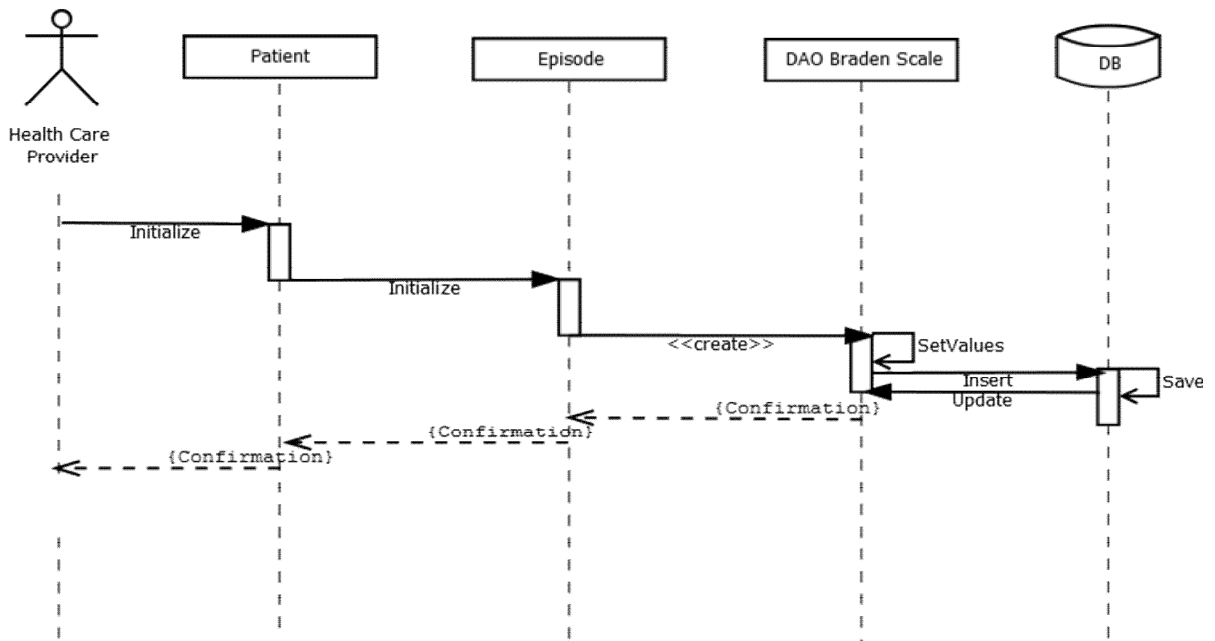 Patient
Episode
DAO Braden Scale
DB
Health Care
Provider
Initialize
Initialize
<<create>>
SetValues
Insert
Save
Update
{Confirmation}
{Confirmation}
{Confirmation}